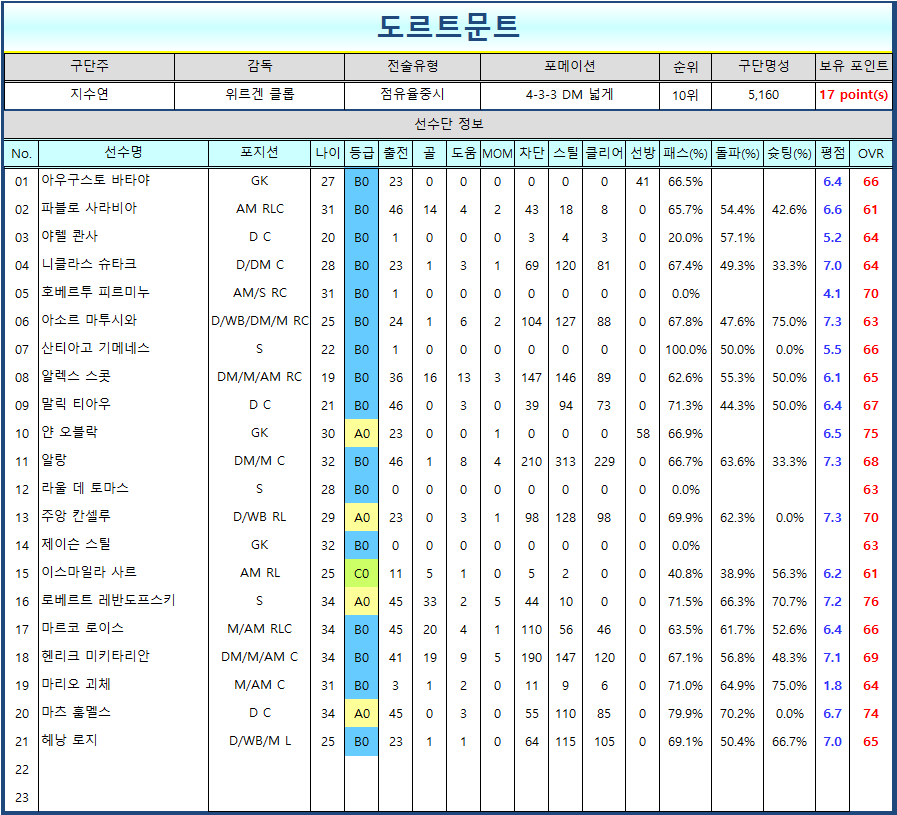 도르트문트
구단주 감독 전술유형 포메이션 순위 구단명성 보유 포인트
지수연 위르겐 클롭 점유율중시 4-3-3 DM 넓게 10위 5,160 17 point(s)
선수단 정보
No. 선수명 포지션 나이 등급 출전 골 도움 MOM 차단 스틸 클리어 선방 패스(%) 돌파(%) 슛팅(%) 평점 OVR
01 아우구스토 바타야 GK 27 B0 23 0 0 0 0 0 0 41 66.5% 6.4 66
02 파블로 사라비아 AM RLC 31 B0 46 14 4 2 43 18 8 0 65.7% 54.4% 42.6% 6.6 61
03 야렐 콴사 D C 20 B0 1 0 0 0 3 4 3 0 20.0% 57.1% 5.2 64
04 니클라스 슈타크 D/DM C 28 B0 23 1 3 1 69 120 81 0 67.4% 49.3% 33.3% 7.0 64
05 호베르투 피르미누 AM/S RC 31 B0 1 0 0 0 0 0 0 0 0.0% 4.1 70
06 아소르 마투시와 D/WB/DM/M RC 25 B0 24 1 6 2 104 127 88 0 67.8% 47.6% 75.0% 7.3 63
07 산티아고 기메네스 S 22 B0 1 0 0 0 0 0 0 0 100.0% 50.0% 0.0% 5.5 66
08 알렉스 스콧 DM/M/AM RC 19 B0 36 16 13 3 147 146 89 0 62.6% 55.3% 50.0% 6.1 65
09 말릭 티아우 D C 21 B0 46 0 3 0 39 94 73 0 71.3% 44.3% 50.0% 6.4 67
10 얀 오블락 GK 30 A0 23 0 0 1 0 0 0 58 66.9% 6.5 75
11 알랑 DM/M C 32 B0 46 1 8 4 210 313 229 0 66.7% 63.6% 33.3% 7.3 68
12 라울 데 토마스 S 28 B0 0 0 0 0 0 0 0 0 0.0% 63
13 주앙 칸셀루 D/WB RL 29 A0 23 0 3 1 98 128 98 0 69.9% 62.3% 0.0% 7.3 70
14 제이슨 스틸 GK 32 B0 0 0 0 0 0 0 0 0 0.0% 63
15 이스마일라 사르 AM RL 25 C0 11 5 1 0 5 2 0 0 40.8% 38.9% 56.3% 6.2 61
16 로베르트 레반도프스키 S 34 A0 45 33 2 5 44 10 0 0 71.5% 66.3% 70.7% 7.2 76
17 마르코 로이스 M/AM RLC 34 B0 45 20 4 1 110 56 46 0 63.5% 61.7% 52.6% 6.4 66
18 헨리크 미키타리안 DM/M/AM C 34 B0 41 19 9 5 190 147 120 0 67.1% 56.8% 48.3% 7.1 69
19 마리오 괴체 M/AM C 31 B0 3 1 2 0 11 9 6 0 71.0% 64.9% 75.0% 1.8 64
20 마츠 훔멜스 D C 34 A0 45 0 3 0 55 110 85 0 79.9% 70.2% 0.0% 6.7 74
21 헤낭 로지 D/WB/M L 25 B0 23 1 1 0 64 115 105 0 69.1% 50.4% 66.7% 7.0 65
22
23